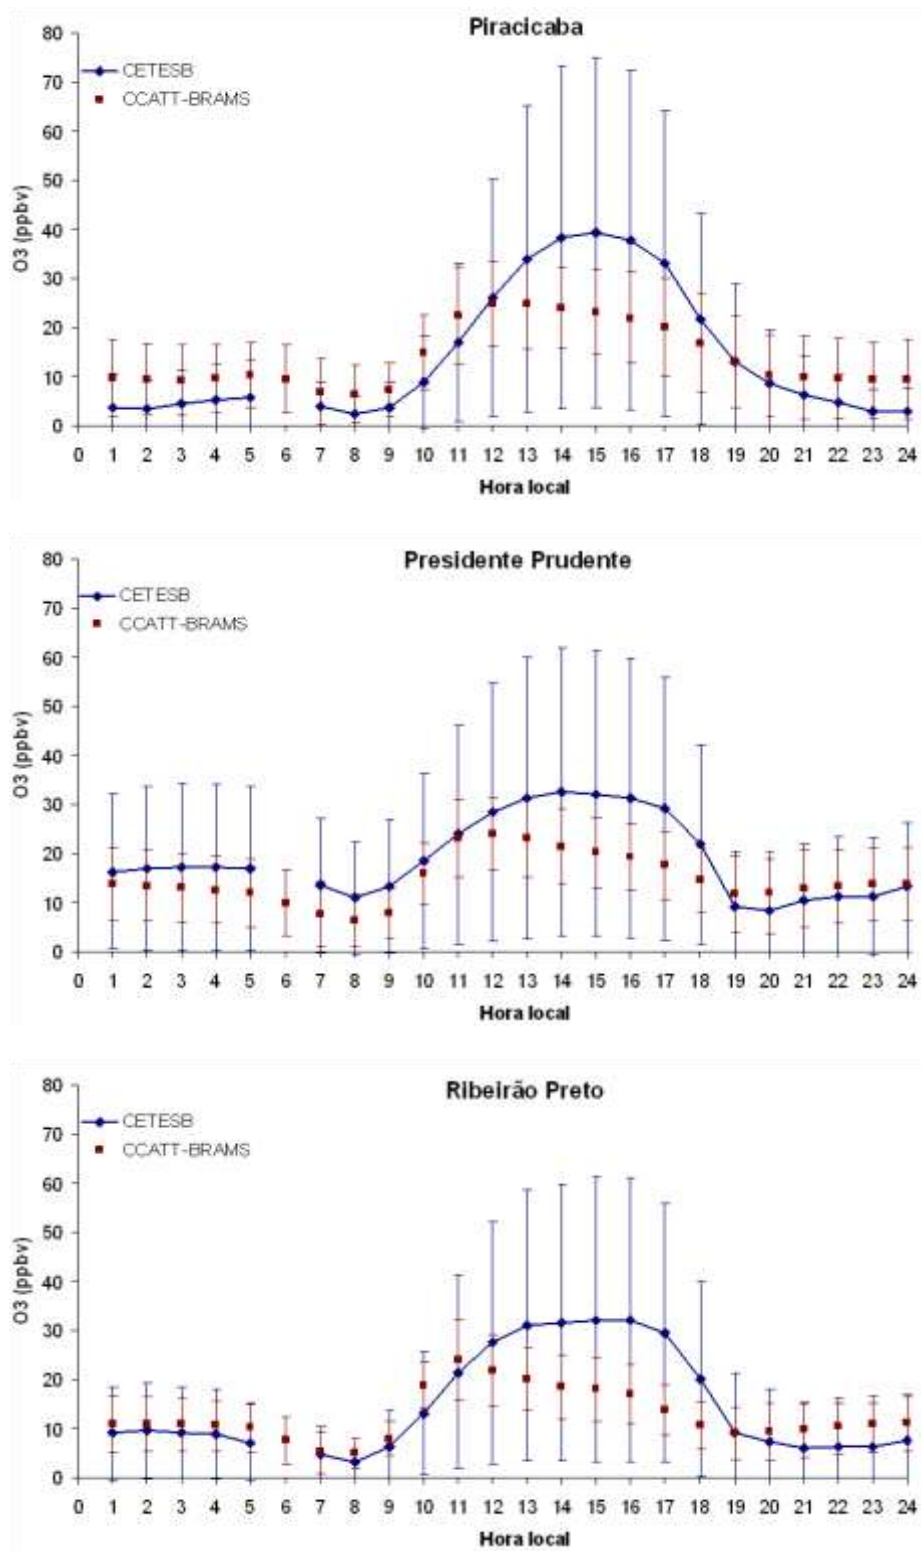 Piracicaba
80
70
60
50
40
30
20
10
0
O3 (ppbv)
CETESB
CCATT-BRAMS
0 1 2 3 4 5 6 7 8 9 10 11 12 13 14 15 16 17 18 19 20 21 22 23 24
Hora local
Presidente Prudente
80
70
60
50
40
30
20
10
0
O3 (ppbv)
CETESB
CCATT-BRAMS
0 1 2 3 4 5 6 7 8 9 10 11 12 13 14 15 16 17 18 19 20 21 22 23 24
Hora local
Ribeirão Preto
80
70
60
50
40
30
20
10
0
O3 (ppbv)
CETESB
CCATT-BRAMS
0 1 2 3 4 5 6 7 8 9 10 11 12 13 14 15 16 17 18 19 20 21 22 23 24
Hora local